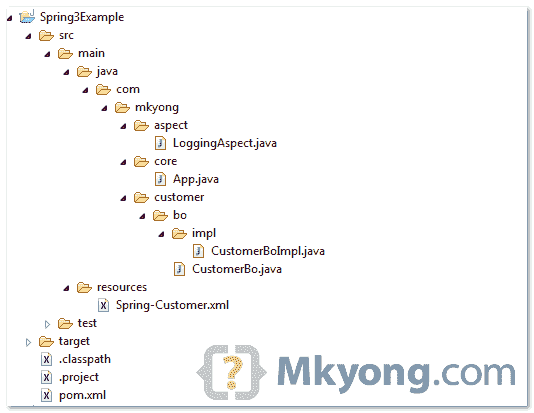 Spring3Example
src
main
java
com
mkyong
aspect
LoggingAspect.java
core
App.java
customer
bo
impl
CustomerBoImpl.java
CustomerBo.java
resources
Spring-Customer.xml
test
target
.classpath
.project
pom.xml
{?} Mkyong.com